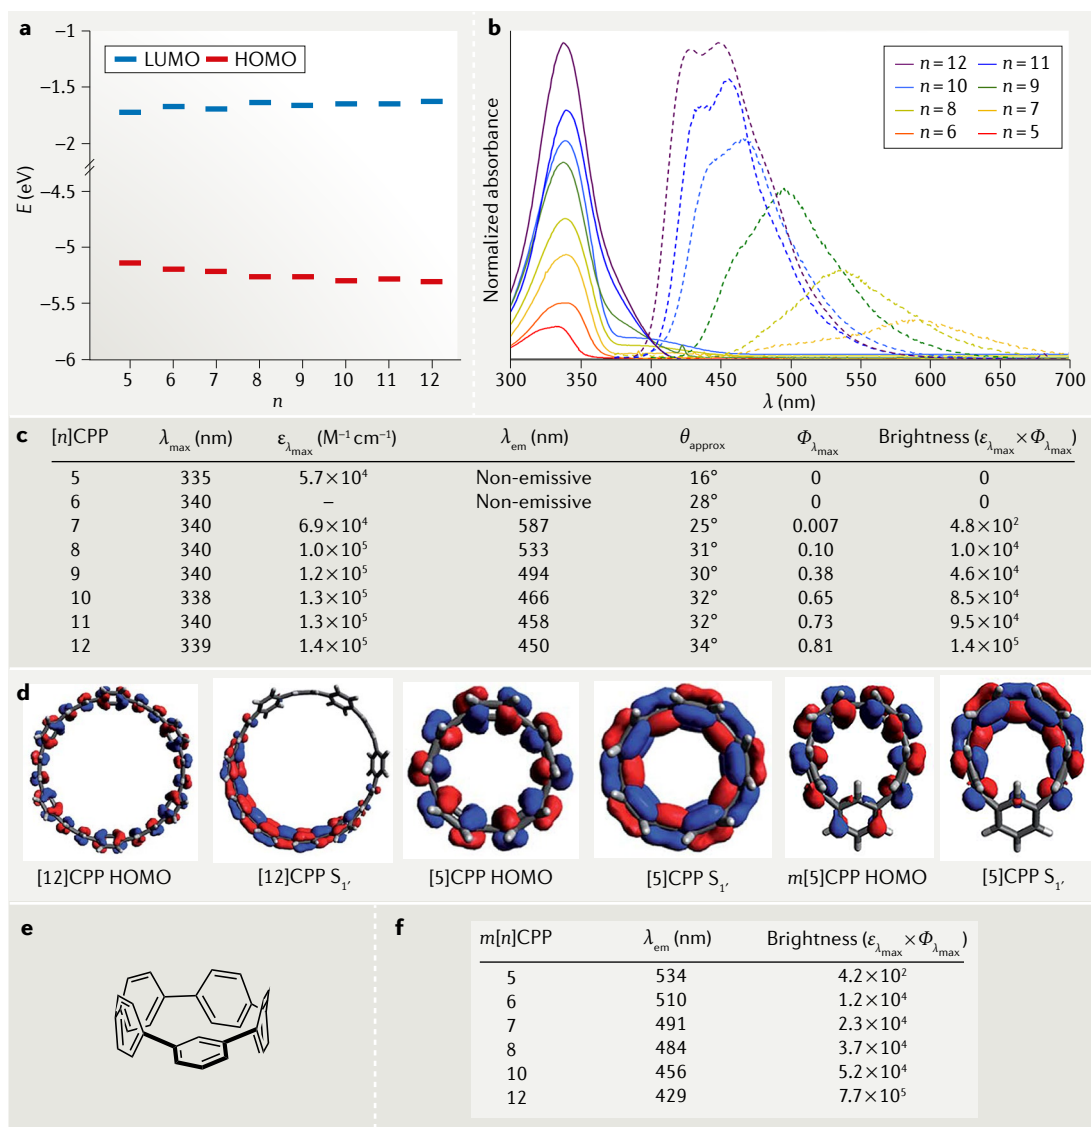 a
−1
−1.5
−2
−4.5
−5
−5.5
−6
E (eV)
LUMO HOMO
5 6 7 8 9 10 11 12
n
b
Normalized absorbance
n = 12 n = 11
n = 10 n = 9
n = 8 n = 7
n = 6 n = 5
300 350 400 450 500 550 600 650 700
λ (nm)
c
[n]CPP λmax (nm) ελmax (M−1 cm−1) λem (nm) θapprox Φλmax Brightness (ελmax × Φλmax)
5 335 5.7 × 10⁴ Non-emissive 16° 0 0
6 340 – Non-emissive 28° 0 0
7 340 6.9 × 10⁴ 587 25° 0.007 4.8 × 10²
8 340 1.0 × 10⁵ 533 31° 0.10 1.0 × 10⁴
9 340 1.2 × 10⁵ 494 30° 0.38 4.6 × 10⁴
10 338 1.3 × 10⁵ 466 32° 0.65 8.5 × 10⁴
11 340 1.3 × 10⁵ 458 32° 0.73 9.5 × 10⁴
12 339 1.4 × 10⁵ 450 34° 0.81 1.4 × 10⁵
d
[12]CPP HOMO [12]CPP S1′ [5]CPP HOMO [5]CPP S1′ m[5]CPP HOMO [5]CPP S1′
e
f
m[n]CPP λem (nm) Brightness (ελmax × Φλmax)
5 534 4.2 × 10²
6 510 1.2 × 10⁴
7 491 2.3 × 10⁴
8 484 3.7 × 10⁴
10 456 5.2 × 10⁴
12 429 7.7 × 10⁵